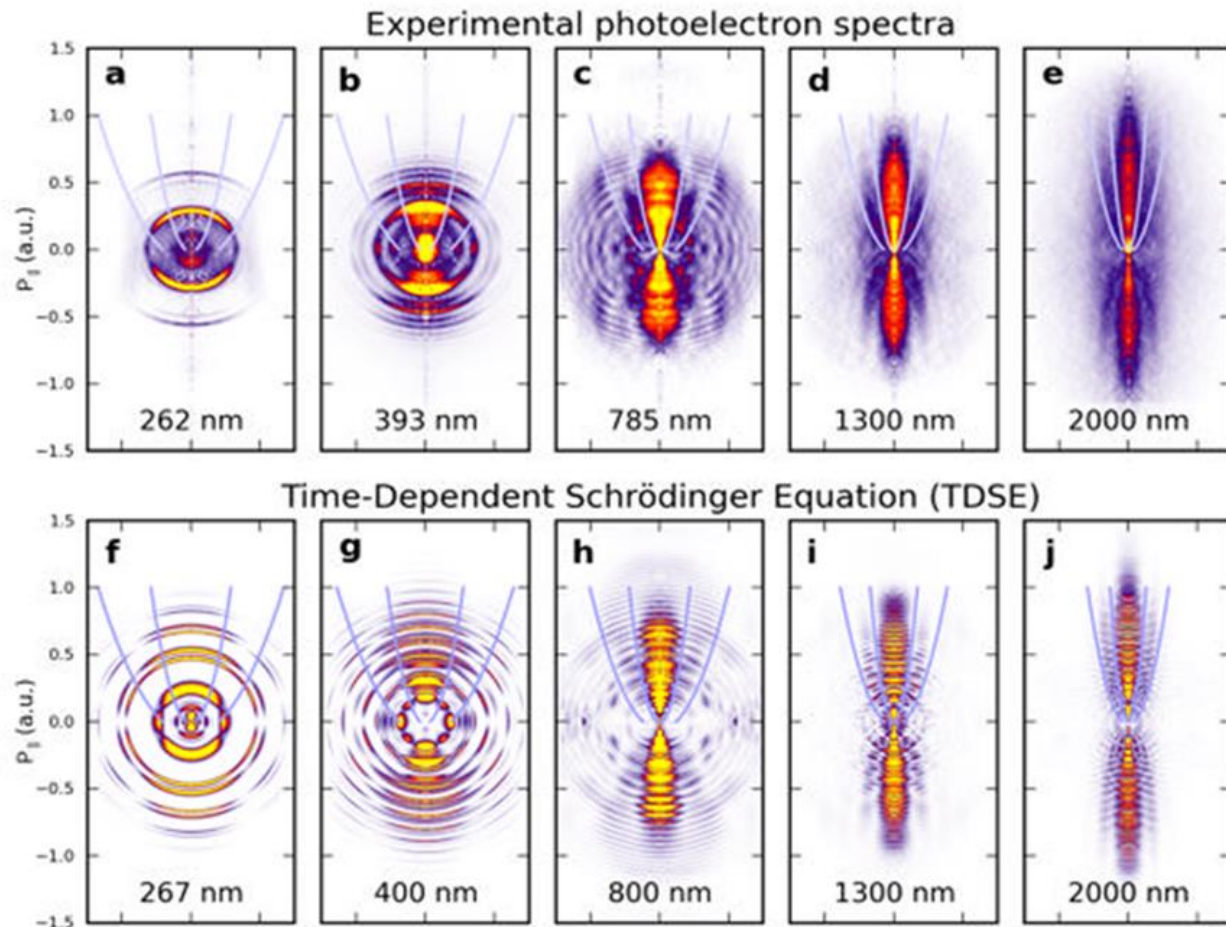 Experimental photoelectron spectra
1.5
1.0
0.5
0.0
−0.5
−1.0
−1.5
P∥ (a.u.)
a
b
c
d
e
262 nm
393 nm
785 nm
1300 nm
2000 nm
Time-Dependent Schrödinger Equation (TDSE)
1.5
1.0
0.5
0.0
−0.5
−1.0
−1.5
P∥ (a.u.)
f
g
h
i
j
267 nm
400 nm
800 nm
1300 nm
2000 nm